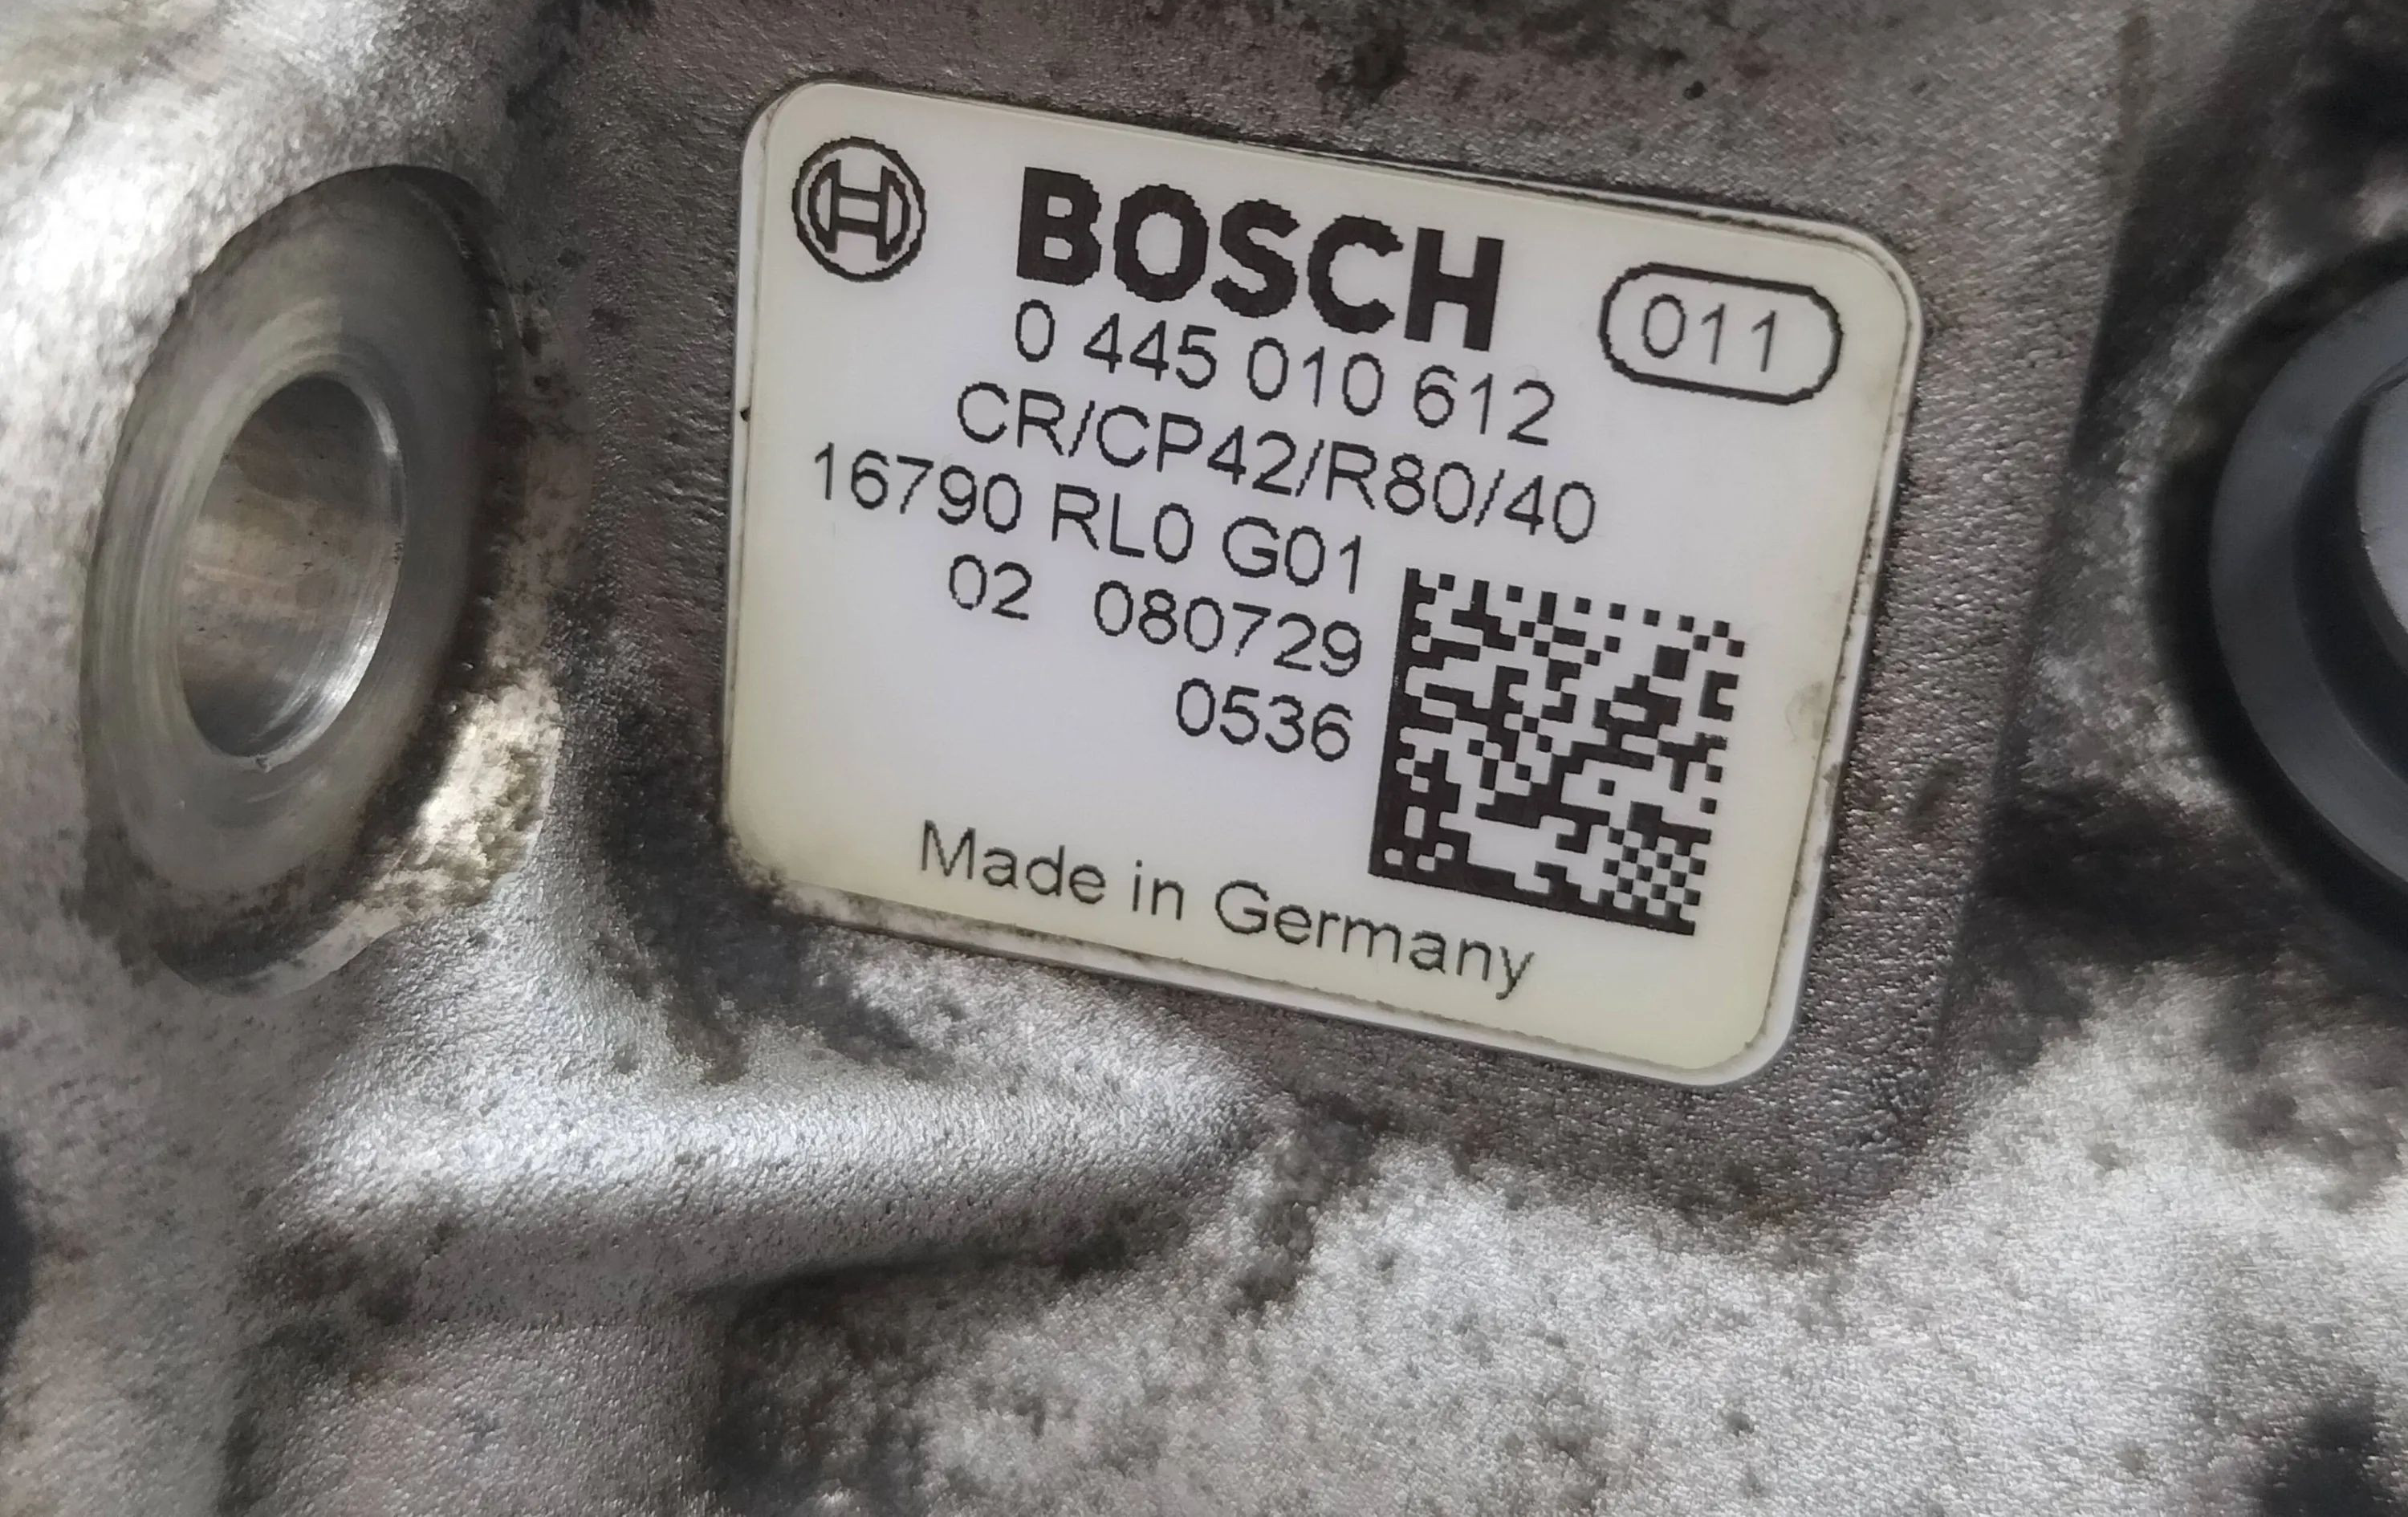 BOSCH
011
0 445 010 612
CR/CP42/R80/40
16790 RL0 G01
02 080729
0536
Made in Germany